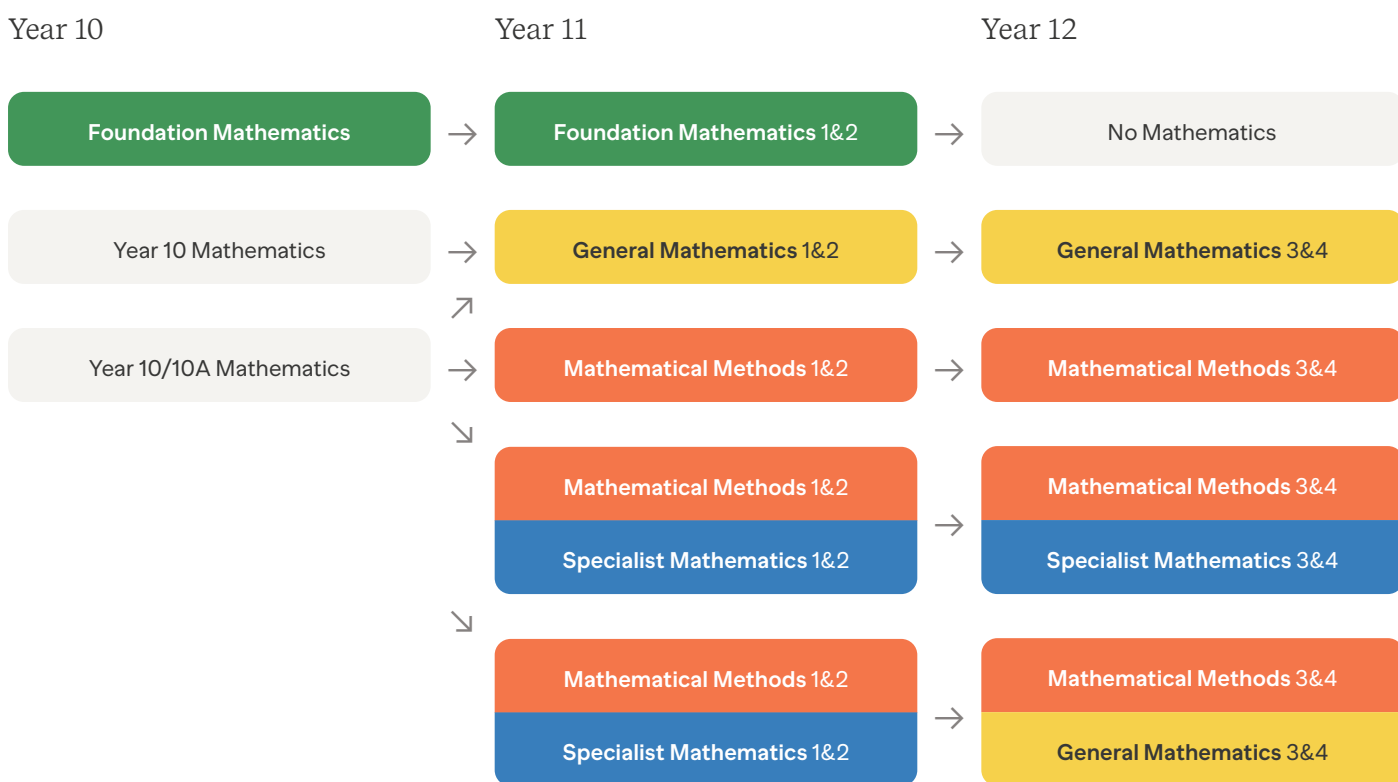 Year 10
Year 11
Year 12
Foundation Mathematics
Foundation Mathematics 1&2
No Mathematics
Year 10 Mathematics
General Mathematics 1&2
General Mathematics 3&4
Year 10/10A Mathematics
Mathematical Methods 1&2
Mathematical Methods 3&4
Mathematical Methods 1&2
Mathematical Methods 3&4
Specialist Mathematics 1&2
Specialist Mathematics 3&4
Mathematical Methods 1&2
Mathematical Methods 3&4
Specialist Mathematics 1&2
General Mathematics 3&4